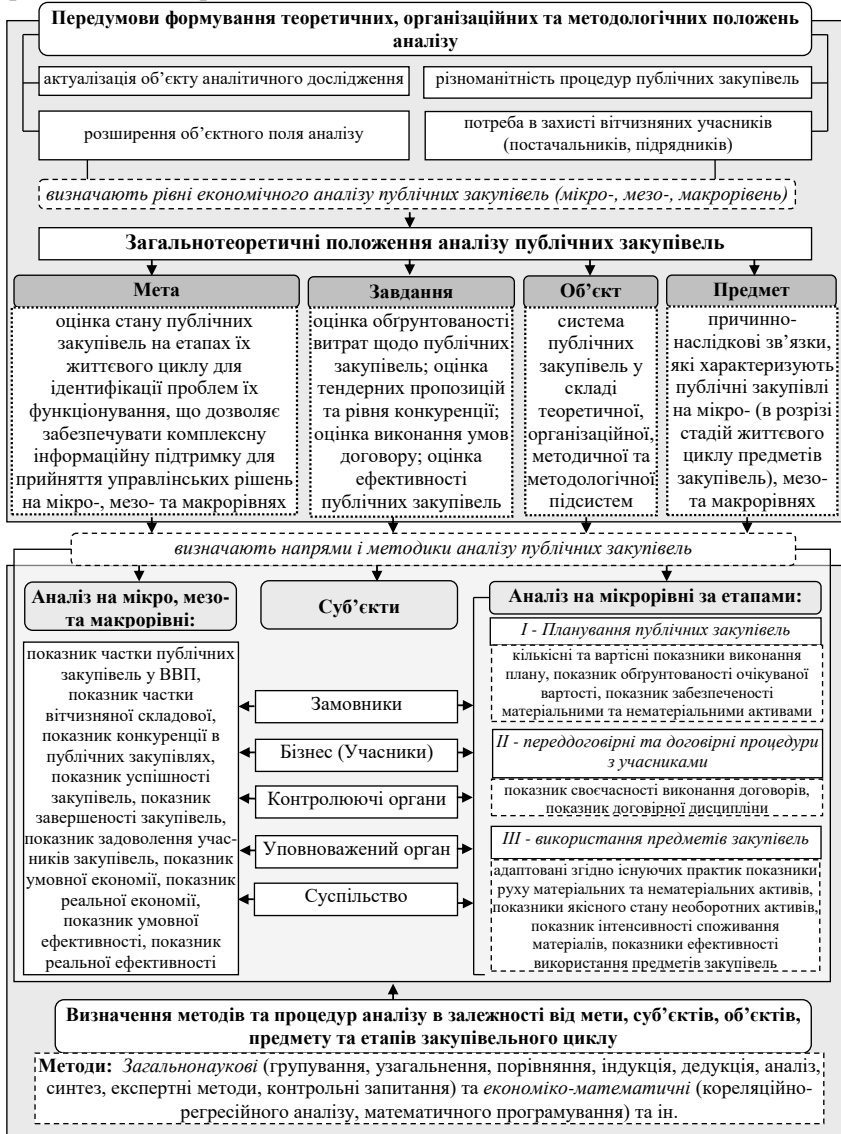 Передумови формування теоретичних, організаційних та методологічних положень
аналізу
актуалізація об’єкту аналітичного дослідження
різноманітність процедур публічних закупівель
розширення об’єктного поля аналізу
потреба в захисті вітчизняних учасників
(постачальників, підрядників)
визначають рівні економічного аналізу публічних закупівель (мікро-, мезо-, макрорівень)
Загальнотеоретичні положення аналізу публічних закупівель
Мета
оцінка стану публічних
закупівель на етапах їх
життєвого циклу для
ідентифікації проблем їх
функціонування, що дозволяє
забезпечувати комплексну
інформаційну підтримку для
прийняття управлінських рішень
на мікро-, мезо- та макрорівнях
Завдання
оцінка обґрунтованості
витрат щодо публічних
закупівель; оцінка
тендерних пропозицій
та рівня конкуренції;
оцінка виконання умов
договору; оцінка
ефективності
публічних закупівель
Об’єкт
система
публічних
закупівель у
складі
теоретичної,
організаційної,
методичної та
методологічної
підсистем
Предмет
причинно-
наслідкові зв’язки,
які характеризують
публічні закупівлі
на мікро- (в розрізі
стадій життєвого
циклу предметів
закупівель), мезо-
та макрорівнях
визначають напрями і методики аналізу публічних закупівель
Аналіз на мікро, мезо-
та макрорівні:
показник частки публічних
закупівель у ВВП,
показник частки
вітчизняної складової,
показник конкуренції в
публічних закупівлях,
показник успішності
закупівель, показник
завершеності закупівель,
показник задоволення учас-
ників закупівель, показник
умовної економії, показник
реальної економії,
показник умовної
ефективності, показник
реальної ефективності
Суб’єкти
Замовники
Бізнес (Учасники)
Контролюючі органи
Уповноважений орган
Суспільство
Аналіз на мікрорівні за етапами:
І - Планування публічних закупівель
кількісні та вартісні показники виконання
плану, показник обґрунтованості очікуваної
вартості, показник забезпеченості
матеріальними та нематеріальними активами
ІІ - переддоговірні та договірні процедури
з учасниками
показник своєчасності виконання договорів,
показник договірної дисципліни
ІІІ - використання предметів закупівель
адаптовані згідно існуючих практик показники
руху матеріальних та нематеріальних активів,
показники якісного стану необоротних активів,
показник інтенсивності споживання
матеріалів, показники ефективності
використання предметів закупівель
Визначення методів та процедур аналізу в залежності від мети, суб’єктів, об’єктів,
предмету та етапів закупівельного циклу
Методи: Загальнонаукові (групування, узагальнення, порівняння, індукція, дедукція, аналіз,
синтез, експертні методи, контрольні запитання) та економіко-математичні (кореляційно-
регресійного аналізу, математичного програмування) та ін.